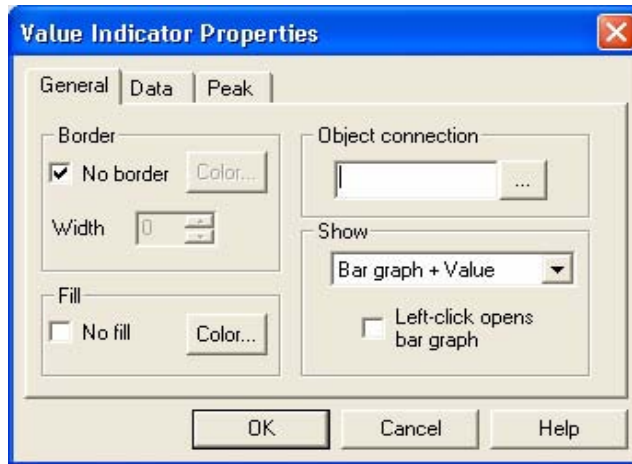 Value Indicator Properties
General Data Peak
Border
No border Color...
Width 0
Fill
No fill Color...
Object connection
...
Show
Bar graph + Value
Left-click opens
bar graph
OK Cancel Help